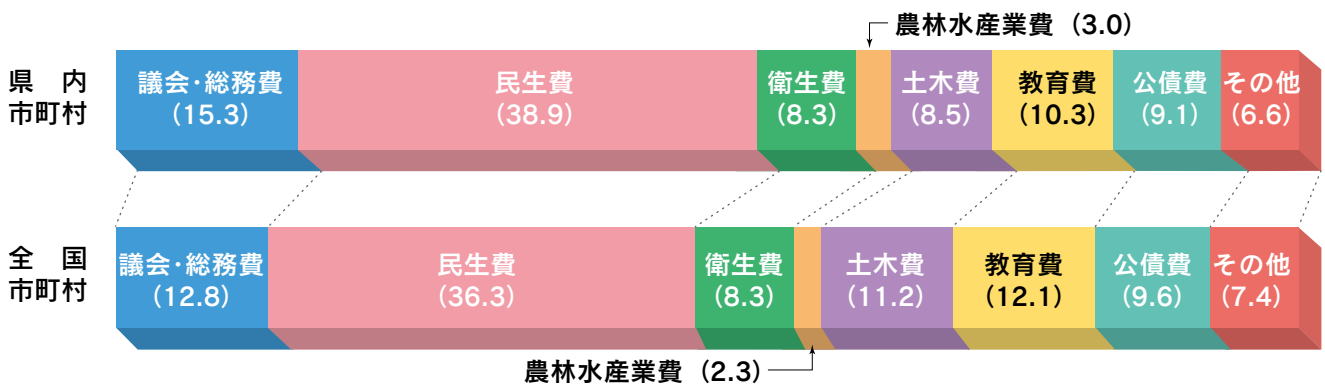 農林水産業費（3.0）
県　内
市町村
議会・総務費
（15.3）
民生費
（38.9）
衛生費
（8.3）
土木費
（8.5）
教育費
（10.3）
公債費
（9.1）
その他
（6.6）
全　国
市町村
議会・総務費
（12.8）
民生費
（36.3）
衛生費
（8.3）
土木費
（11.2）
教育費
（12.1）
公債費
（9.6）
その他
（7.4）
農林水産業費（2.3）